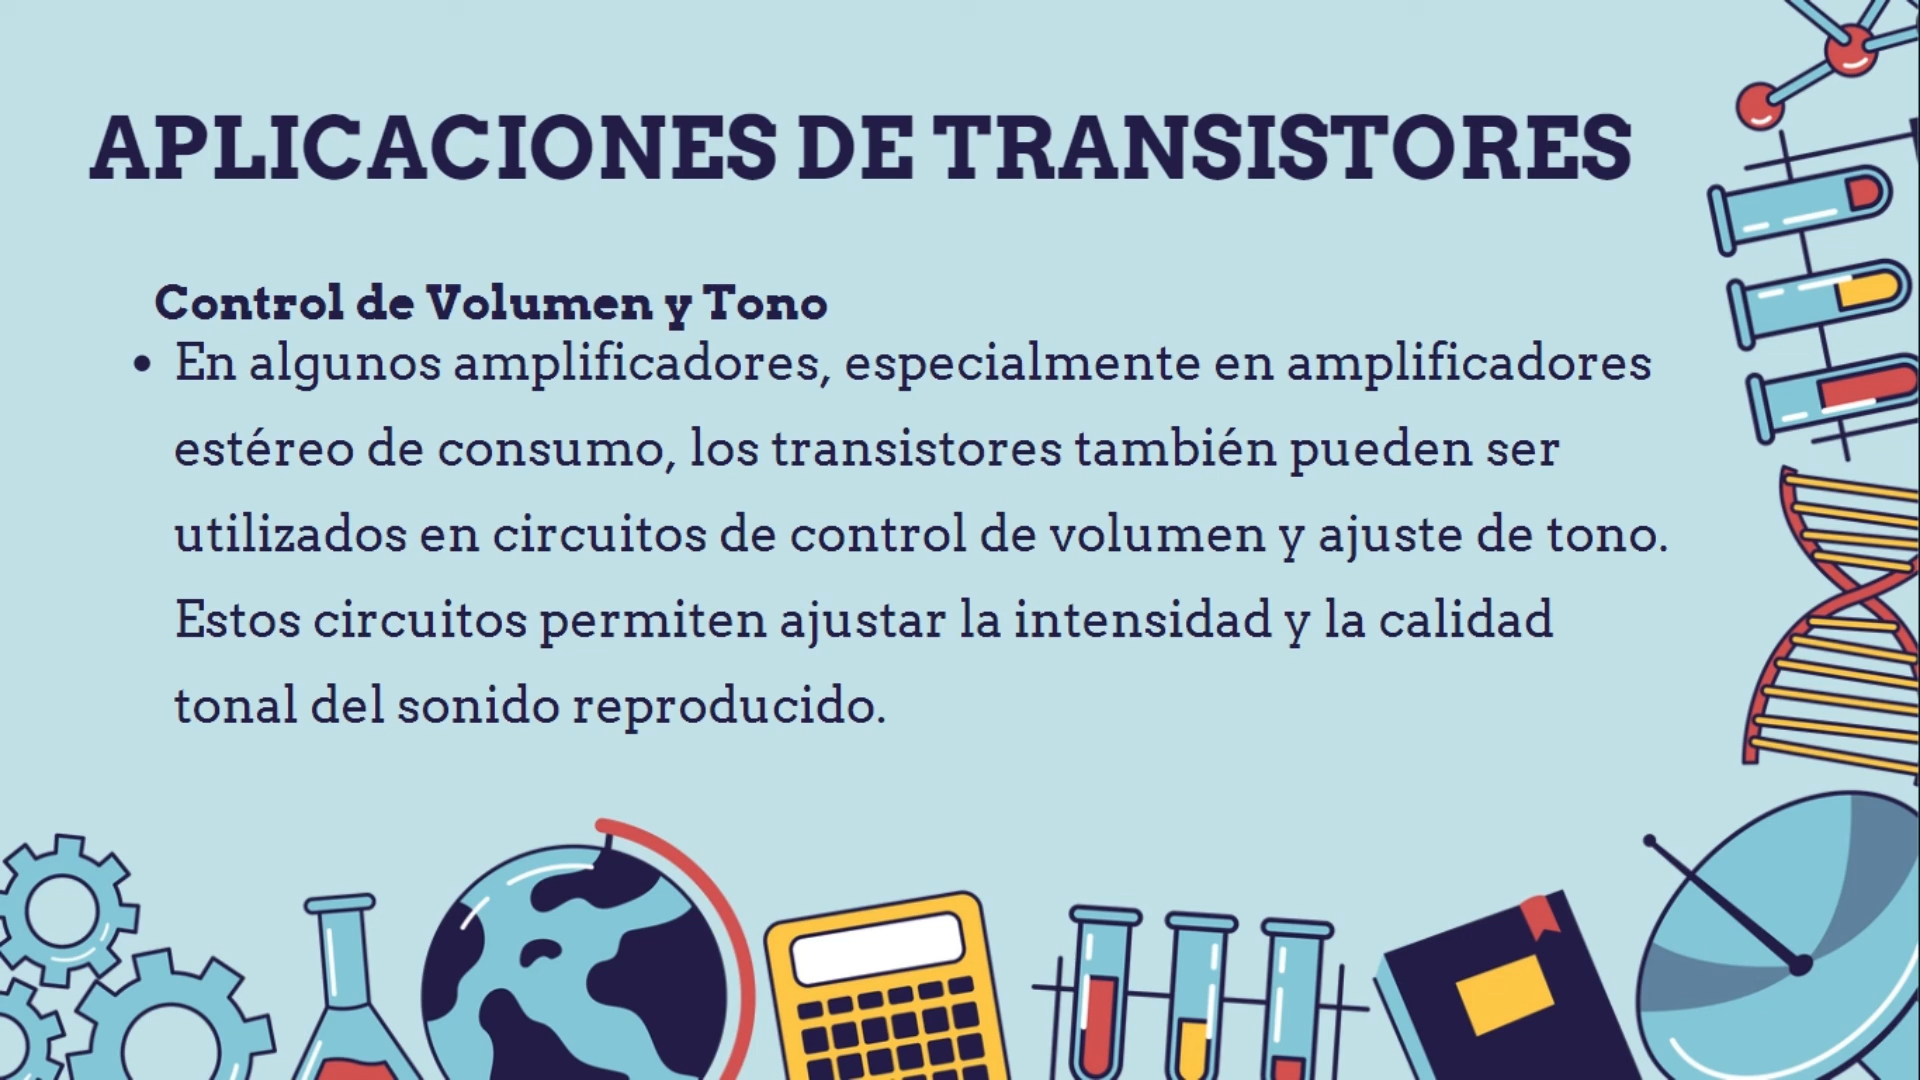 APLICACIONES DE TRANSISTORES
Control de Volumen y Tono
• En algunos amplificadores, especialmente en amplificadores
estéreo de consumo, los transistores también pueden ser
utilizados en circuitos de control de volumen y ajuste de tono.
Estos circuitos permiten ajustar la intensidad y la calidad
tonal del sonido reproducido.